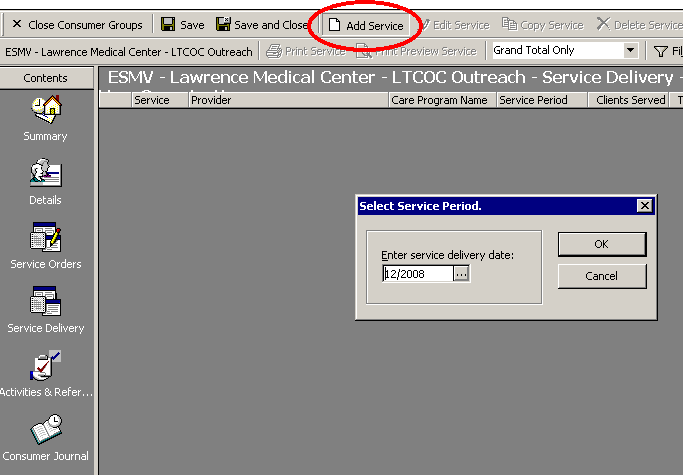 Close Consumer Groups Save Save and Close Add Service Edit Service Copy Service Delete Service
ESMV - Lawrence Medical Center - LTCOC Outreach Print Service Print Preview Service Grand Total Only Fil
Contents
ESMV - Lawrence Medical Center - LTCOC Outreach - Service Delivery -
Service Provider Care Program Name Service Period Clients Served T
Summary
Details
Service Orders
Service Delivery
Activities & Refer...
Consumer Journal
Select Service Period.
Enter service delivery date:
12/2008
...
OK
Cancel